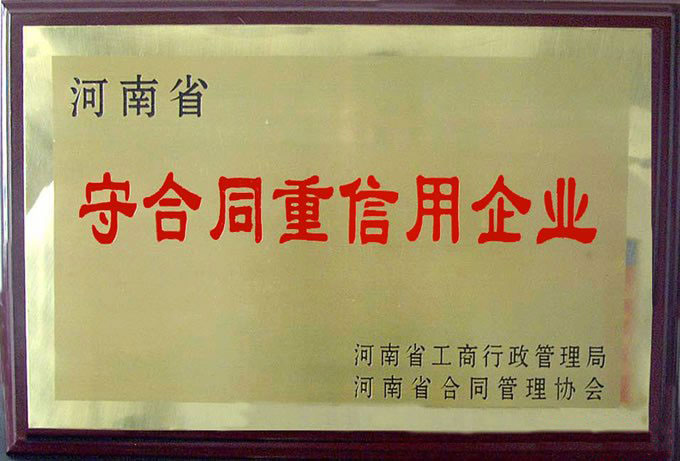 河南省
守合同重信用企业
河南省工商行政管理局
河南省合同管理协会